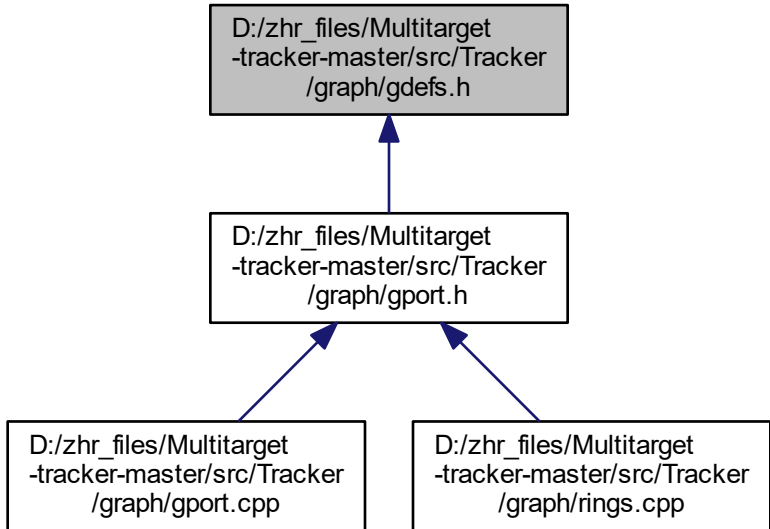 D:/zhr_files/Multitarget
-tracker-master/src/Tracker
/graph/gdefs.h
D:/zhr_files/Multitarget
-tracker-master/src/Tracker
/graph/gport.h
D:/zhr_files/Multitarget
-tracker-master/src/Tracker
/graph/gport.cpp
D:/zhr_files/Multitarget
-tracker-master/src/Tracker
/graph/rings.cpp